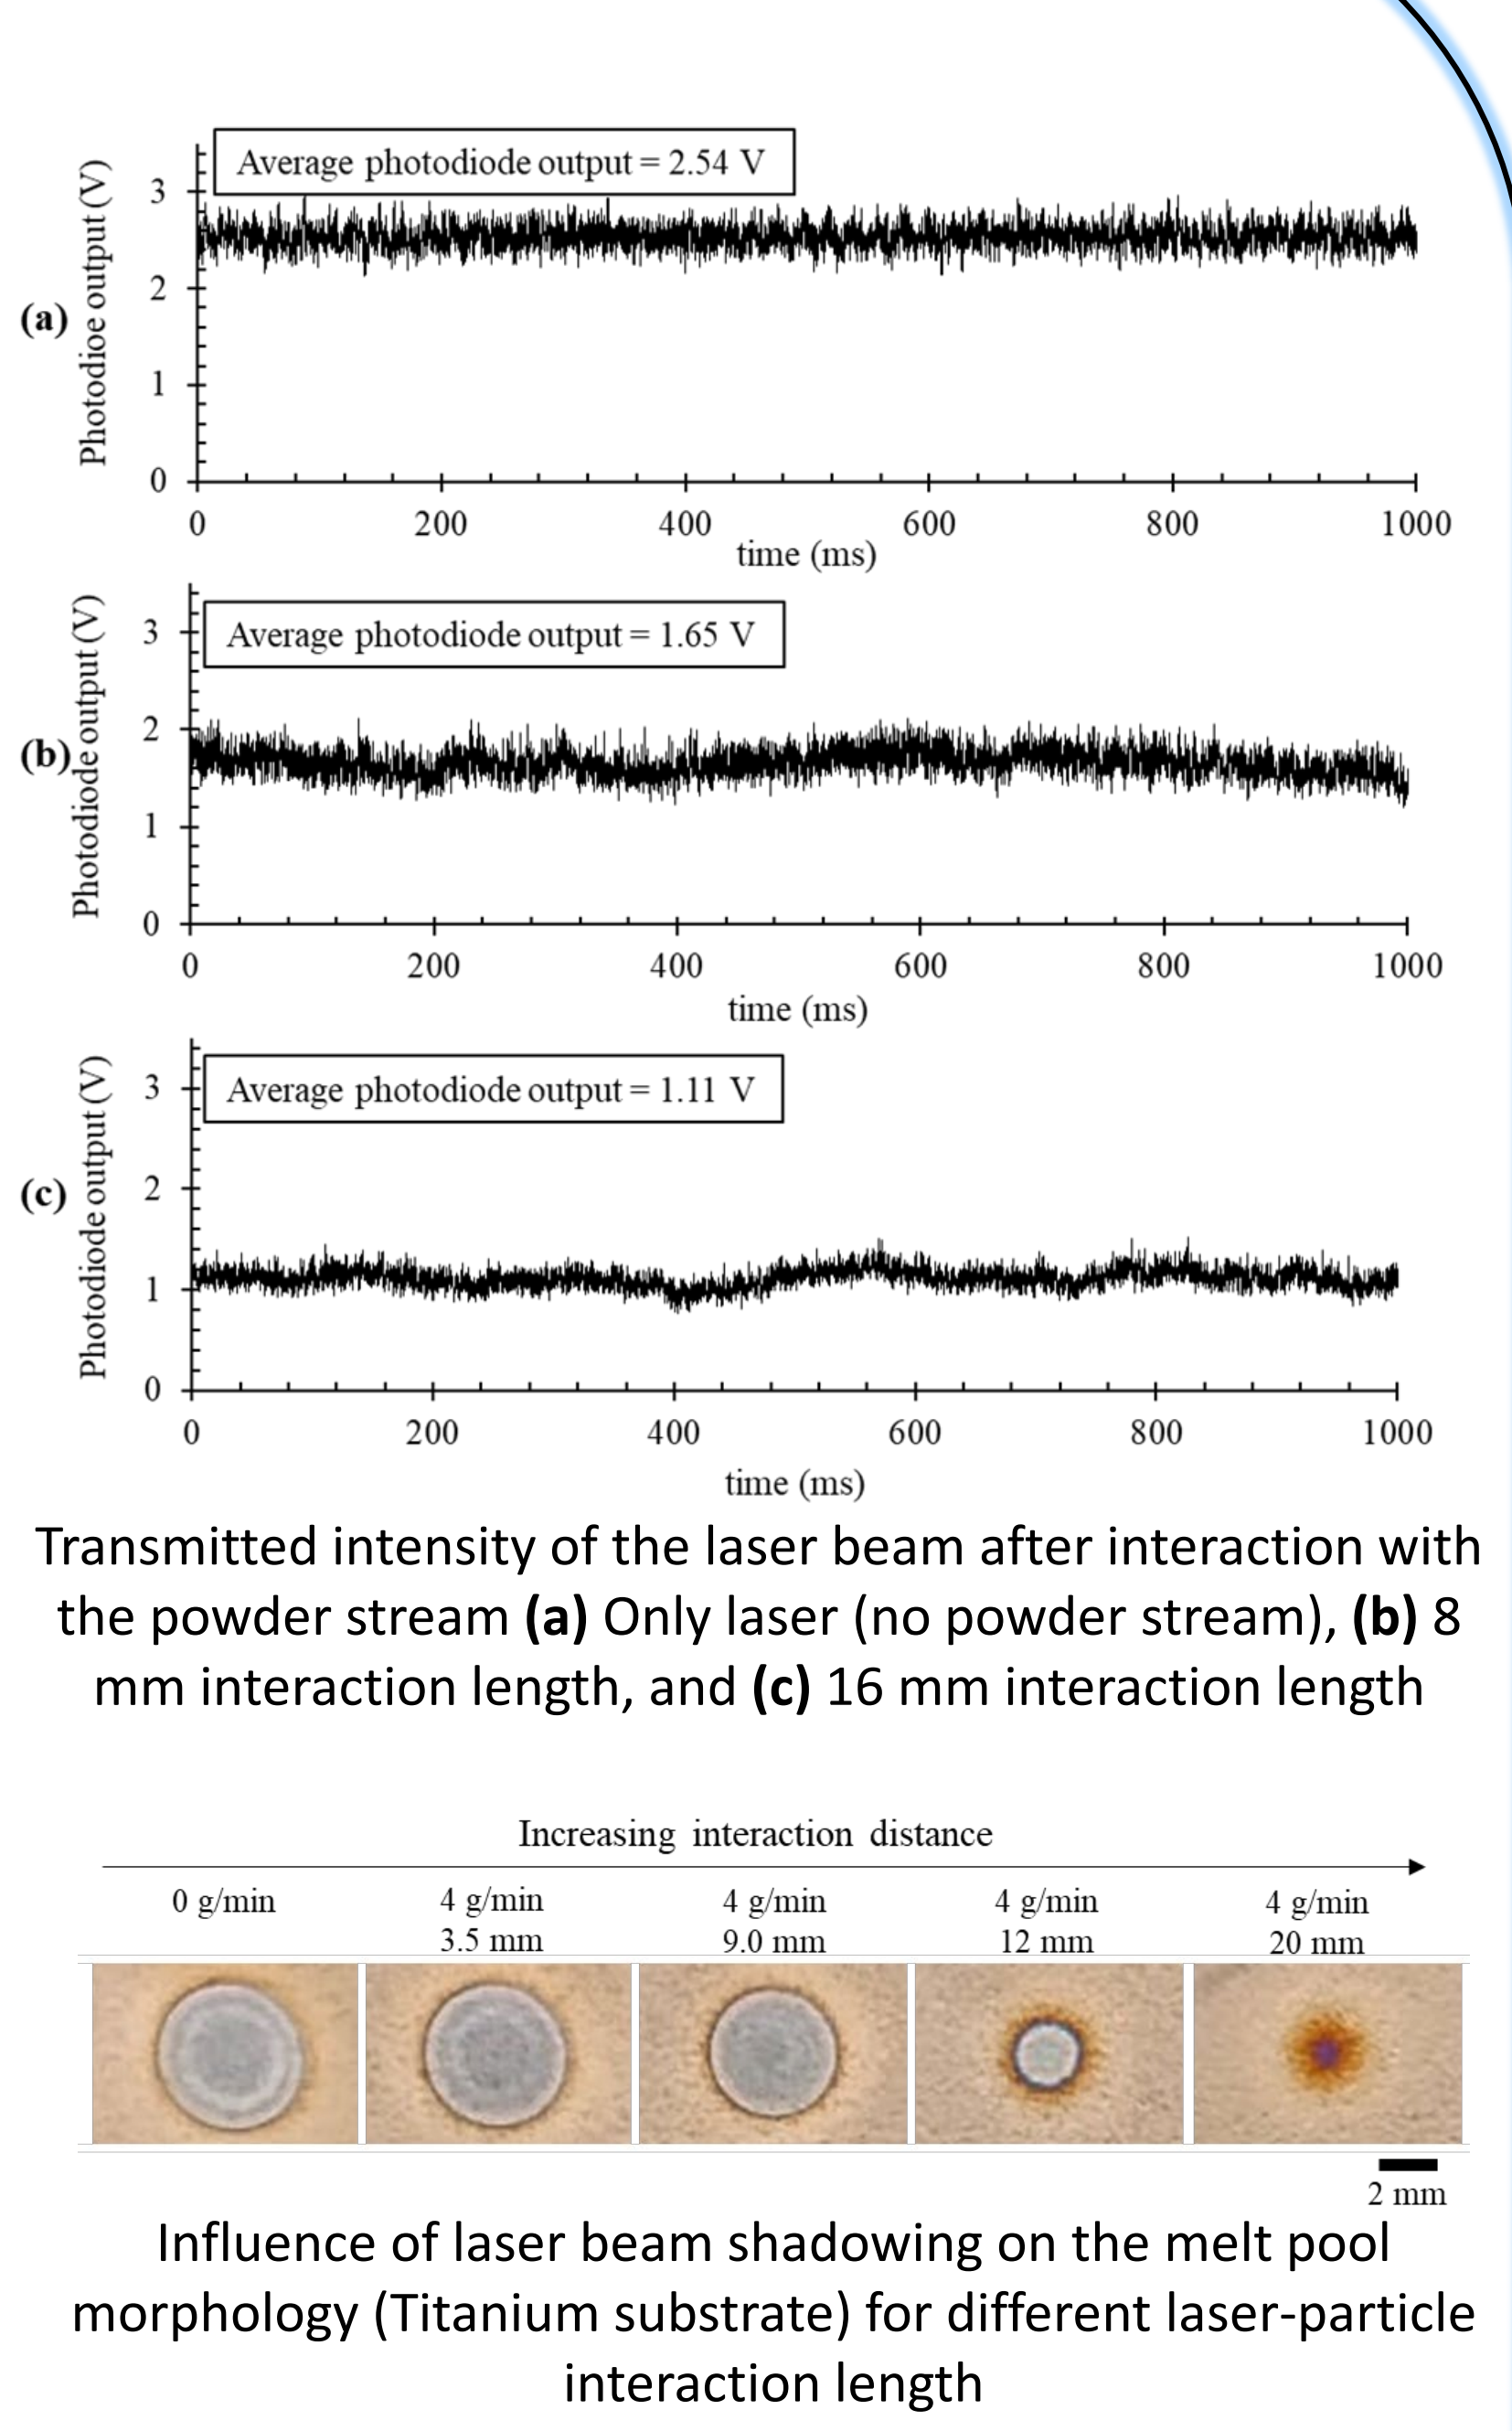 Average photodiode output = 2.54 V
Photodioe output (V)
3
2
1
0
(a)
0 200 400 600 800 1000
time (ms)
Average photodiode output = 1.65 V
Photodiode output (V)
3
2
1
0
(b)
0 200 400 600 800 1000
time (ms)
Average photodiode output = 1.11 V
Photodiode output (V)
3
2
1
0
(c)
0 200 400 600 800 1000
time (ms)
Transmitted intensity of the laser beam after interaction with
the powder stream (a) Only laser (no powder stream), (b) 8
mm interaction length, and (c) 16 mm interaction length
Increasing interaction distance
0 g/min 4 g/min 4 g/min 4 g/min 4 g/min
3.5 mm 9.0 mm 12 mm 20 mm
2 mm
Influence of laser beam shadowing on the melt pool
morphology (Titanium substrate) for different laser-particle
interaction length